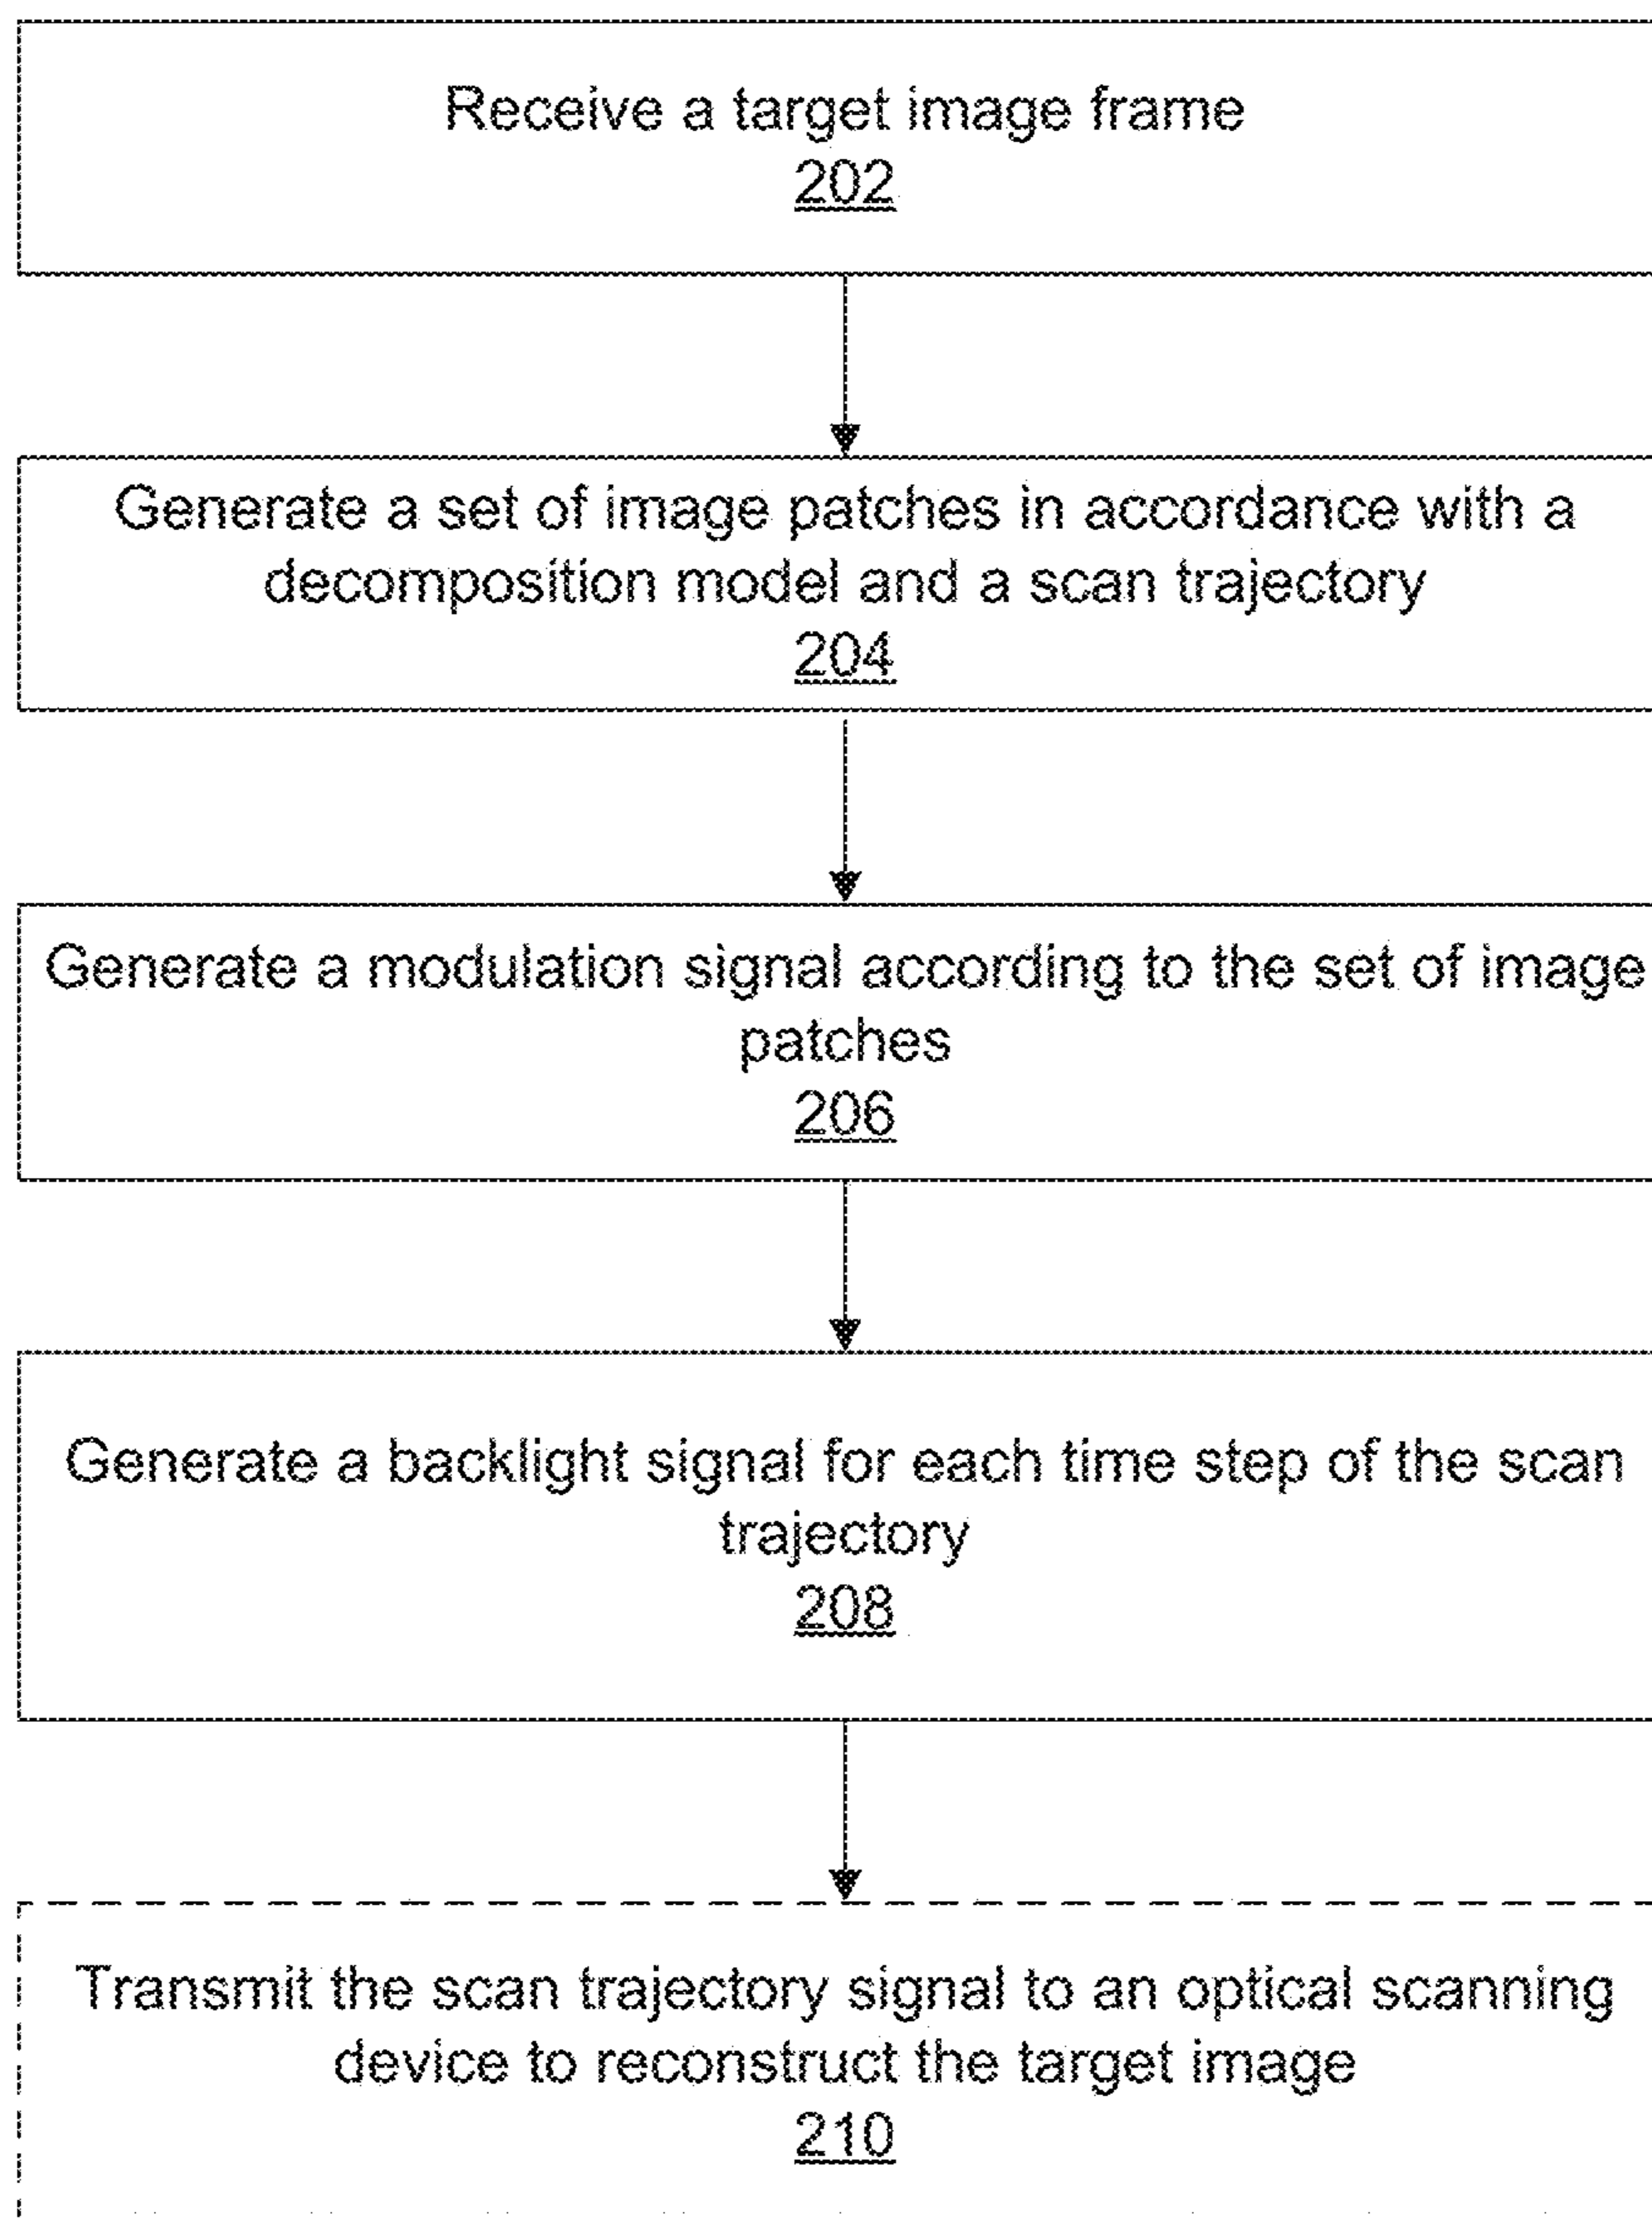 Receive a target image frame
202
Generate a set of image patches in accordance with a
decomposition model and a scan trajectory
204
Generate a modulation signal according to the set of image
patches
206
Generate a backlight signal for each time step of the scan
trajectory
208
Transmit the scan trajectory signal to an optical scanning
device to reconstruct the target image
210